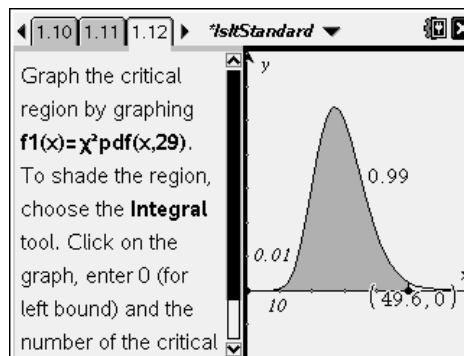 1.10 1.11 1.12 *IsItStandard
Graph the critical
region by graphing
f1(x)=χ²pdf(x,29).
To shade the region,
choose the Integral
tool. Click on the
graph, enter 0 (for
left bound) and the
number of the critical
y
0.99
0.01
x
10
(49.6,0)